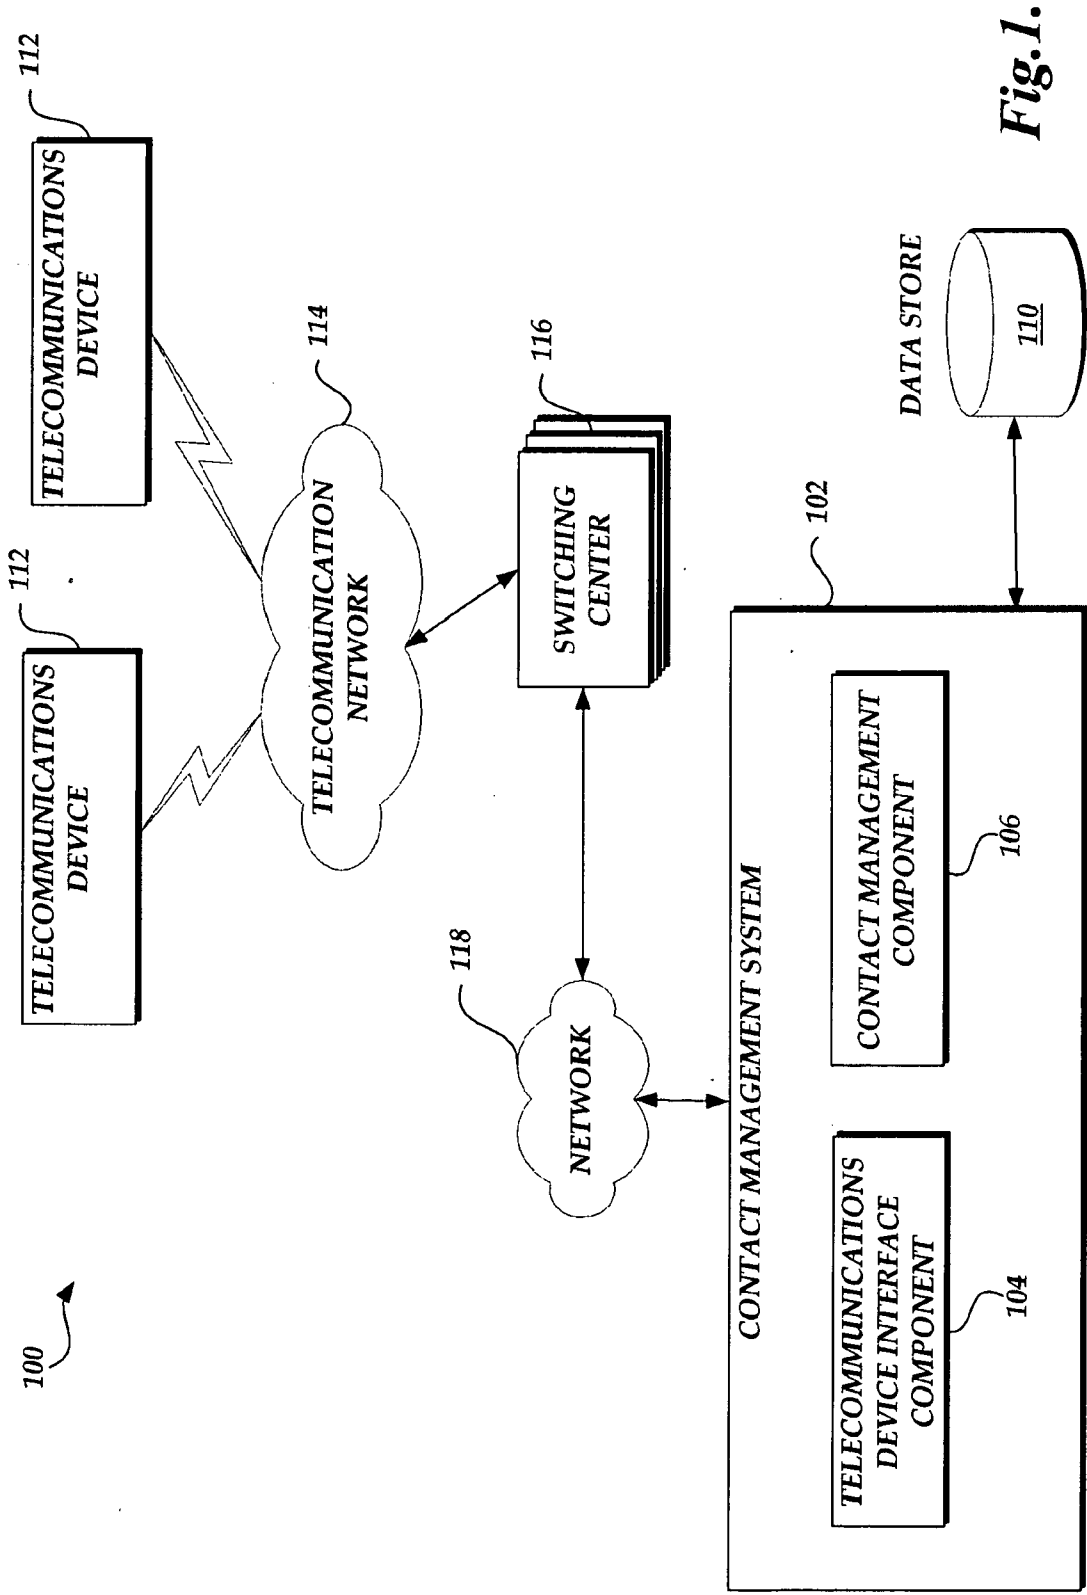 100
TELECOMMUNICATIONS
DEVICE
112
TELECOMMUNICATIONS
DEVICE
112
TELECOMMUNICATION
NETWORK
114
118
NETWORK
SWITCHING
CENTER
116
CONTACT MANAGEMENT SYSTEM
102
TELECOMMUNICATIONS
DEVICE INTERFACE
COMPONENT
104
CONTACT MANAGEMENT
COMPONENT
106
DATA STORE
110
Fig.1.